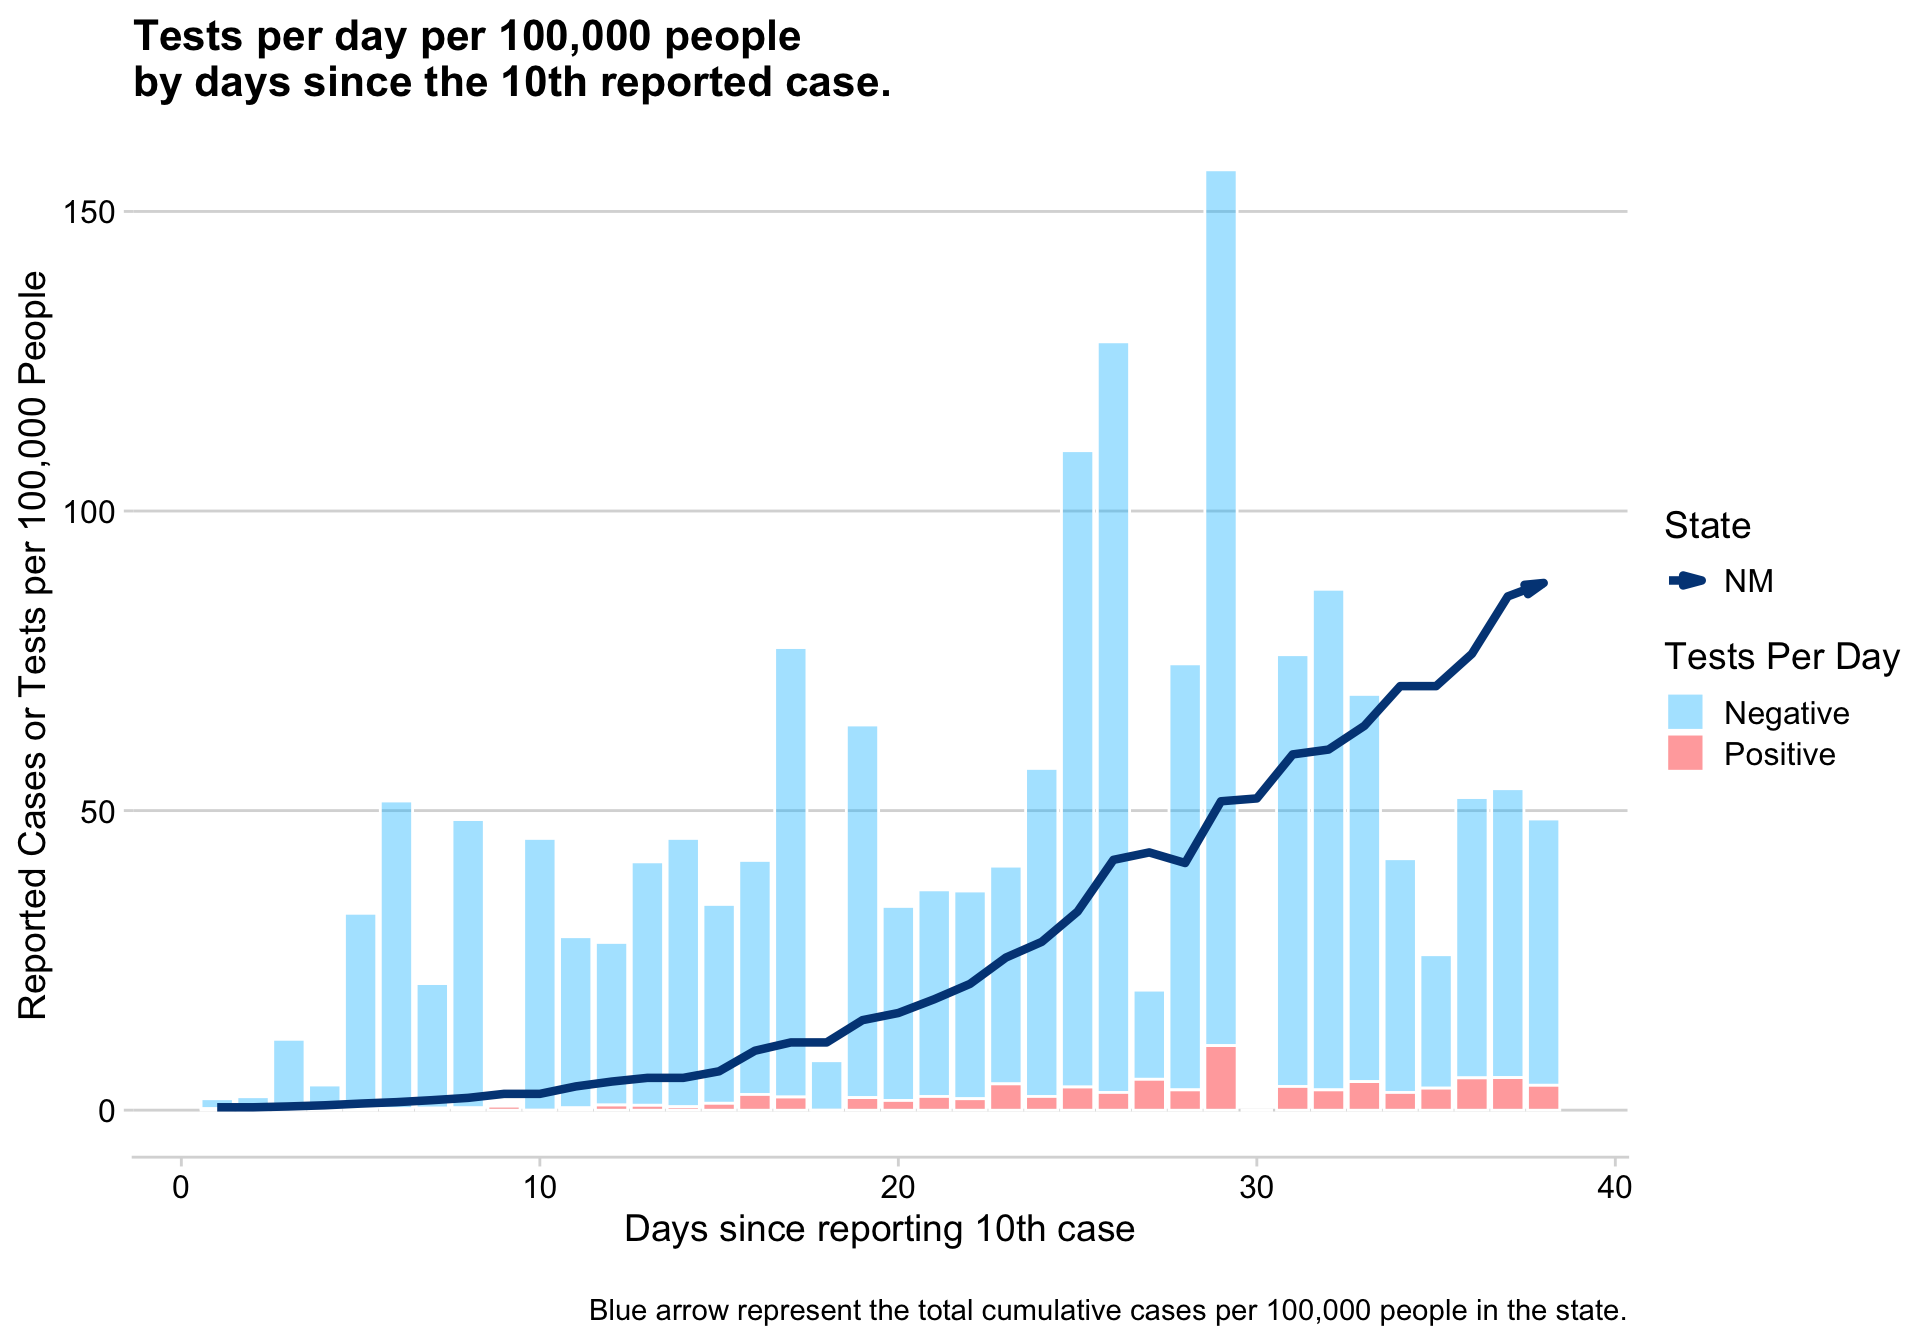 Tests per day per 100,000 people
by days since the 10th reported case.
Reported Cases or Tests per 100,000 People
150
100
50
0
0
10
20
30
40
Days since reporting 10th case
State
NM
Tests Per Day
Negative
Positive
Blue arrow represent the total cumulative cases per 100,000 people in the state.